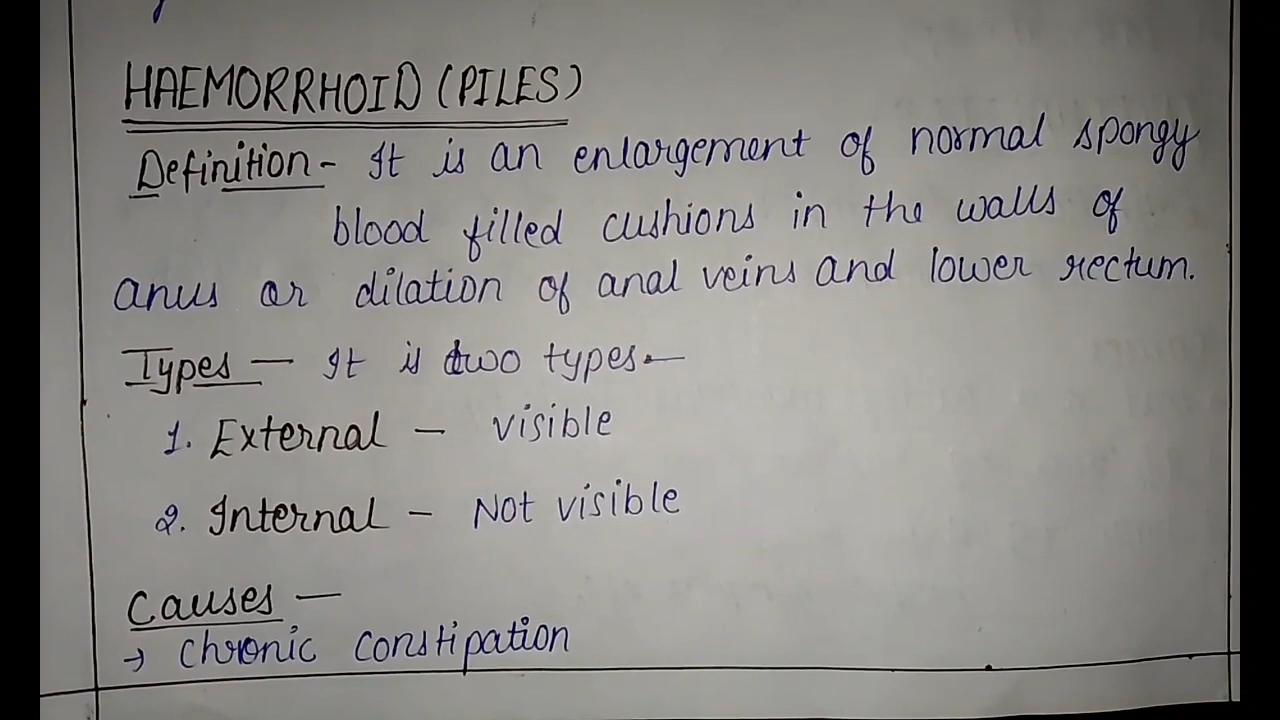 HAEMORRHOID (PILES)
Definition - It is an enlargement of normal spongy
blood filled cushions in the walls of
anus or dilation of anal veins and lower rectum.
Types — It is two types —
1. External — visible
2. Internal — Not visible
Causes —
→ chronic constipation